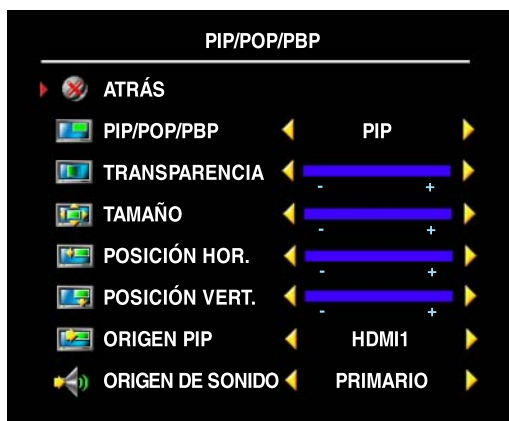 PIP/POP/PBP
ATRÁS
PIP/POP/PBP PIP
TRANSPARENCIA
- +
TAMAÑO
- +
POSICIÓN HOR.
- +
POSICIÓN VERT.
- +
ORIGEN PIP HDMI1
ORIGEN DE SONIDO PRIMARIO